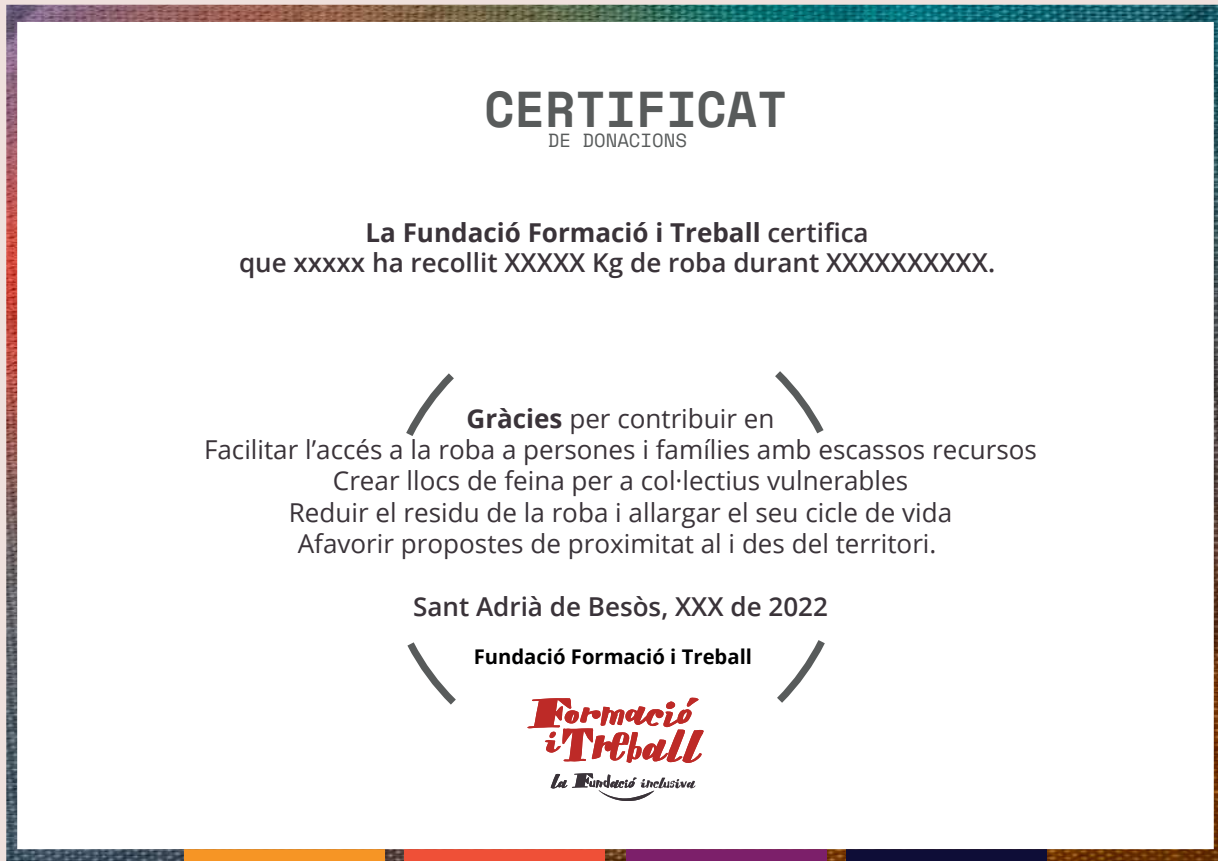 CERTIFICAT
DE DONACIONS
La Fundació Formació i Treball certifica
que xxxxx ha recollit XXXXX Kg de roba durant XXXXXXXXXX.
Gràcies per contribuir en
Facilitar l’accés a la roba a persones i famílies amb escassos recursos
Crear llocs de feina per a col·lectius vulnerables
Reduir el residu de la roba i allargar el seu cicle de vida
Afavorir propostes de proximitat al i des del territori.
Sant Adrià de Besòs, XXX de 2022
Fundació Formació i Treball
Formació
i Treball
la Fundació inclusiva